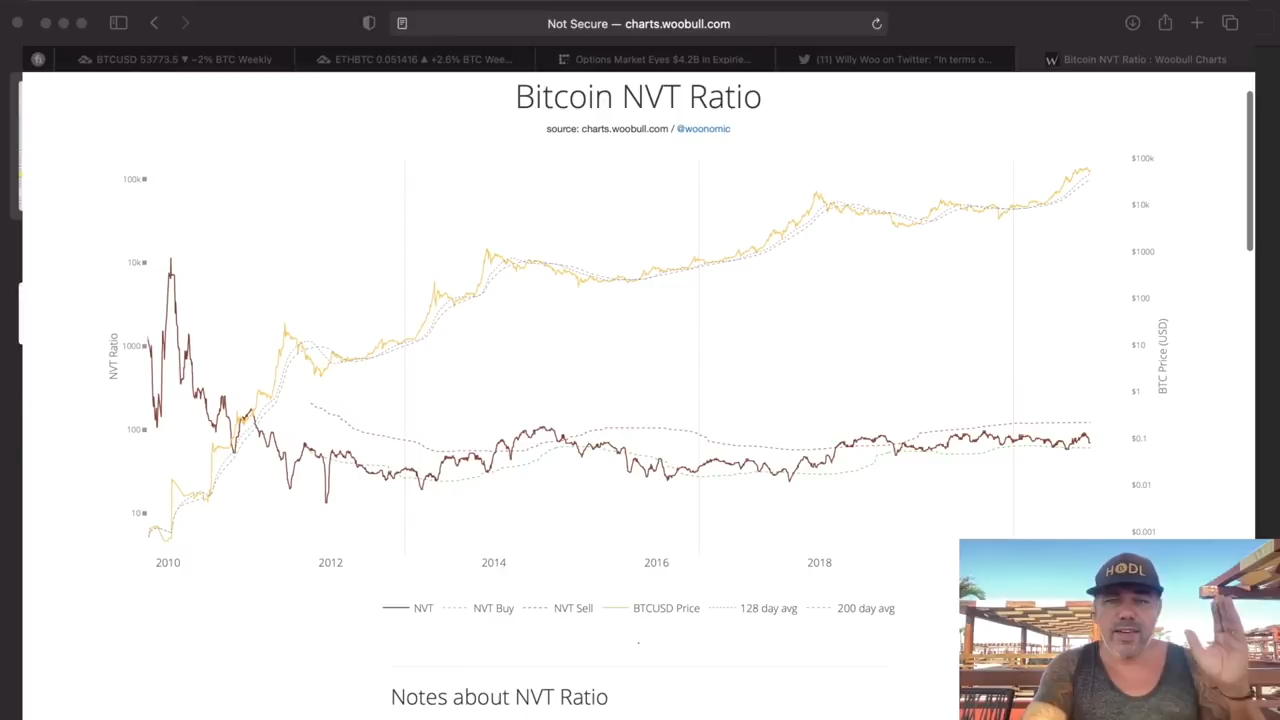 Not Secure — charts.woobull.com
BTCUSD 53773.5 ▼ −2% BTC Weekly
ETHBTC 0.051416 ▲ +2.6% BTC Wee...
Options Market Eyes $4.2B in Expirie...
(11) Willy Woo on Twitter: "In terms o...
W Bitcoin NVT Ratio : Woobull Charts
Bitcoin NVT Ratio
source: charts.woobull.com / @woonomic
100k
10k
1000
100
10
NVT Ratio
$100k
$10k
$1000
$100
$10
$1
$0.1
$0.01
$0.001
BTC Price (USD)
2010 2012 2014 2016 2018
NVT NVT Buy NVT Sell BTCUSD Price 128 day avg 200 day avg
Notes about NVT Ratio
HODL